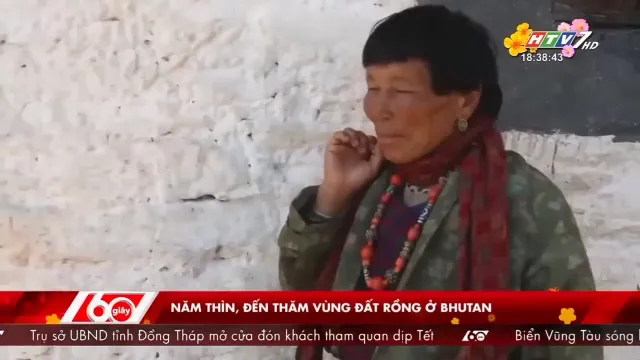 HTV7 HD
18:38:43
60 giây
NĂM THÌN, ĐẾN THĂM VÙNG ĐẤT RỒNG Ở BHUTAN
Trụ sở UBND tỉnh Đồng Tháp mở cửa đón khách tham quan dịp Tết 60 Biển Vũng Tàu sóng